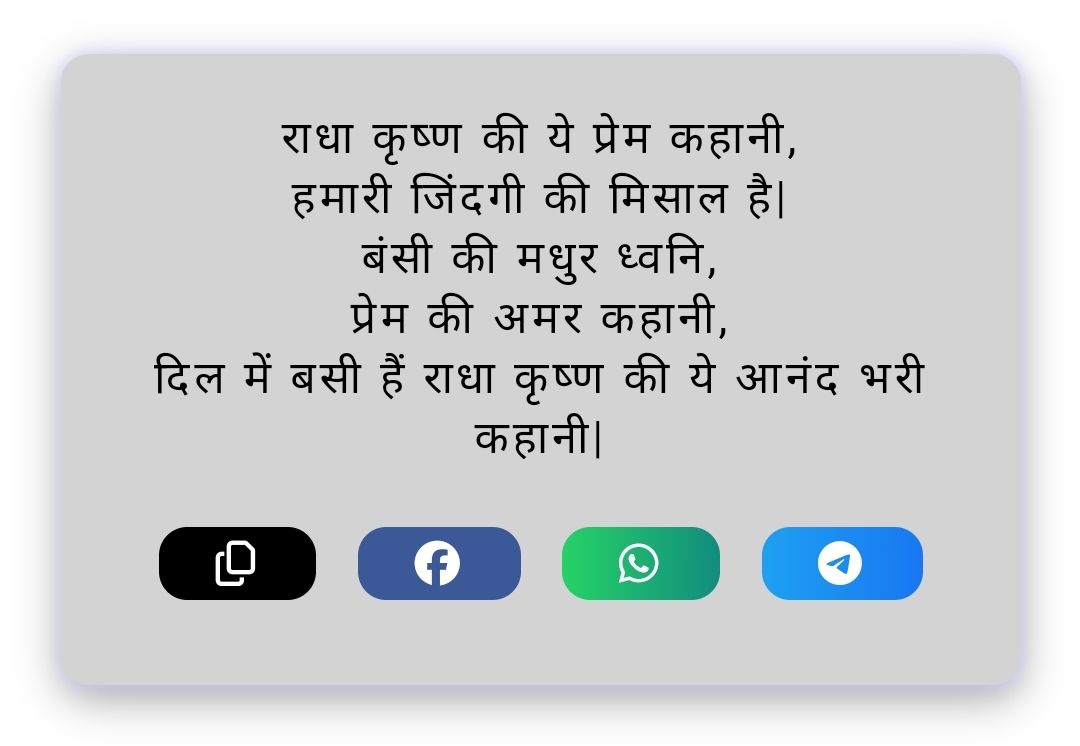 राधा कृष्ण की ये प्रेम कहानी,
हमारी जिंदगी की मिसाल है|
बंसी की मधुर ध्वनि,
प्रेम की अमर कहानी,
दिल में बसी हैं राधा कृष्ण की ये आनंद भरी
कहानी|